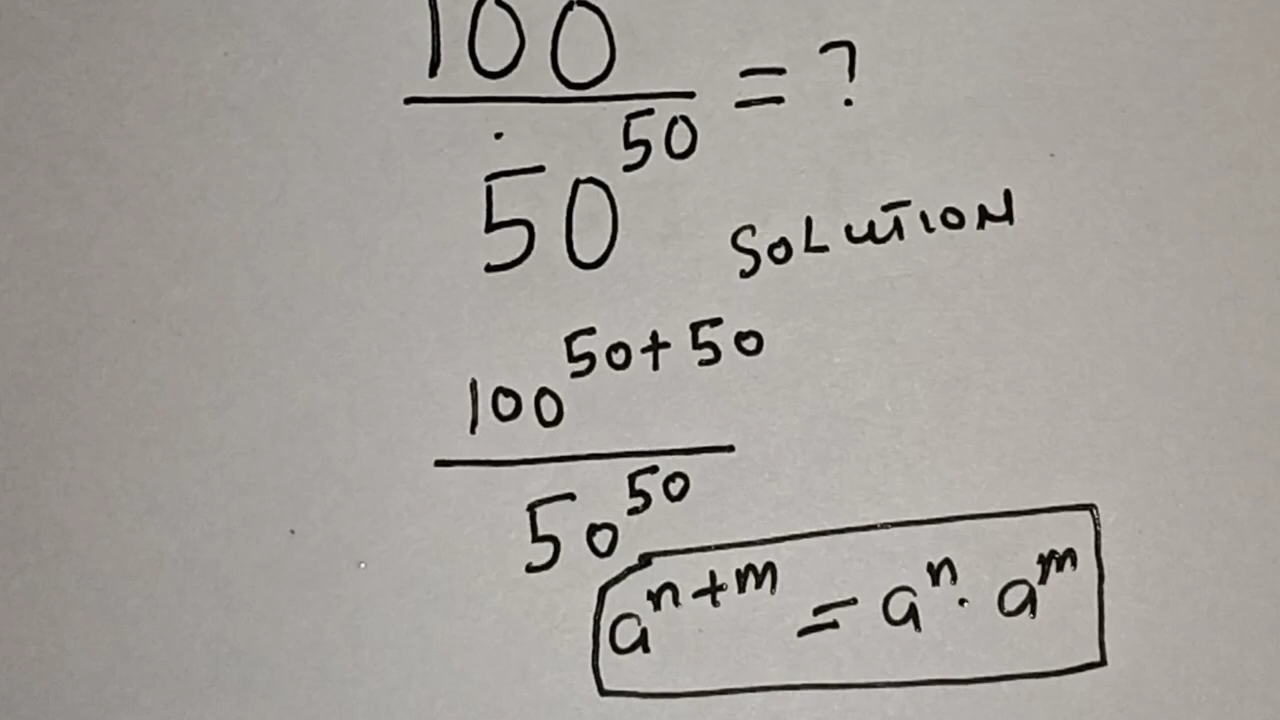 100
= ?
50^50
SOLUTION
100^50+50
50^50
a^n+m = a^n · a^m